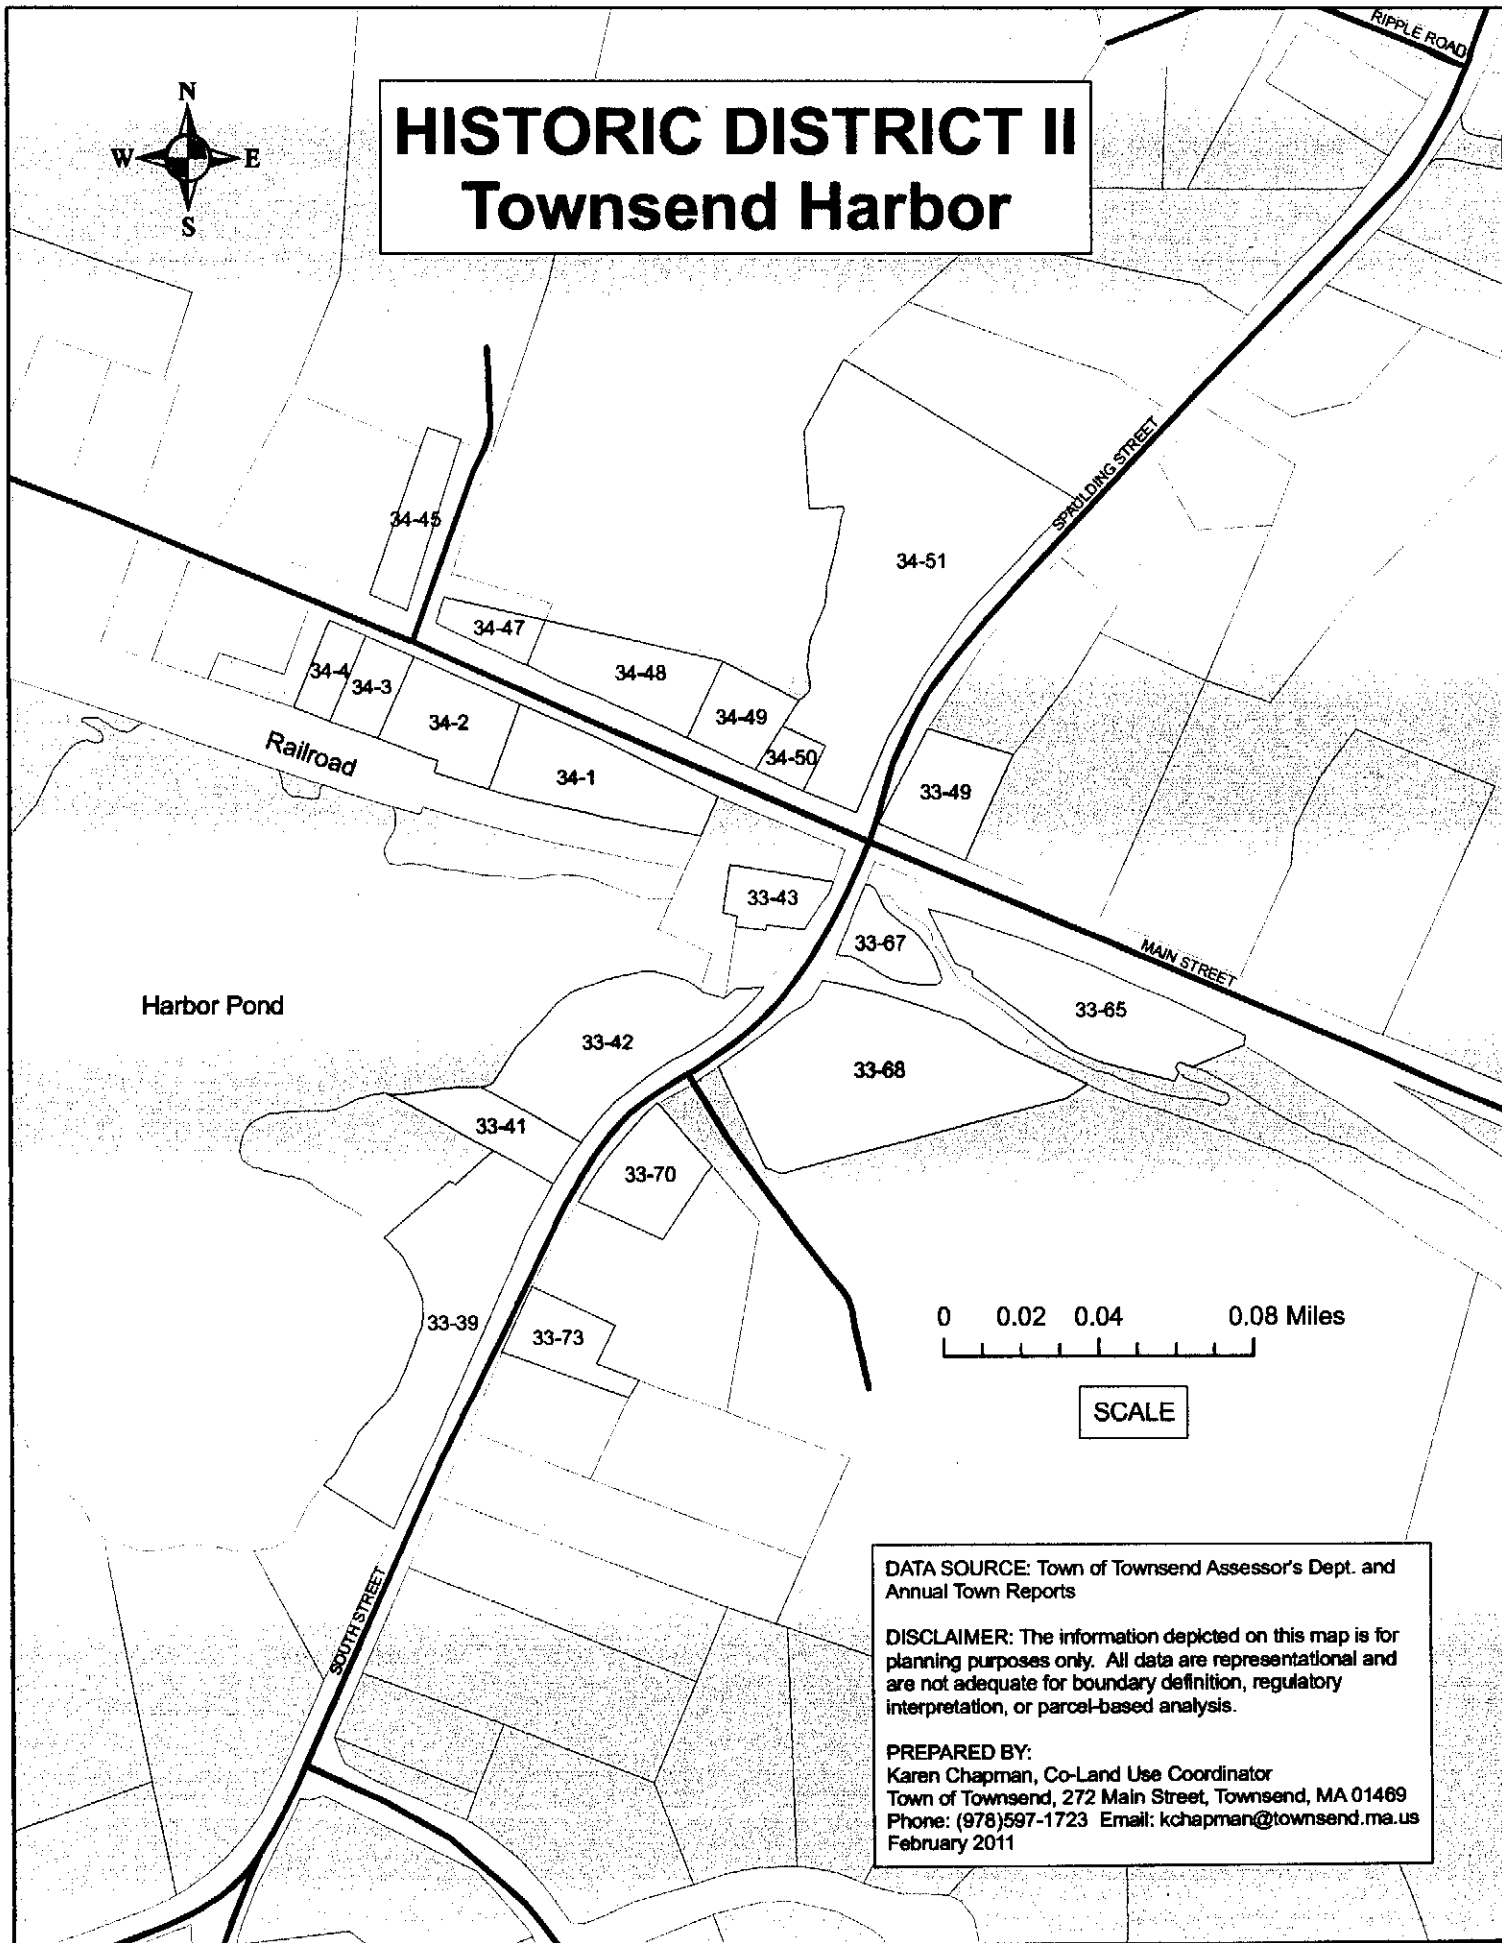 RIPPLE ROAD
N
W E
S
HISTORIC DISTRICT II
Townsend Harbor
SPAULDING STREET
34-45
34-51
34-47
34-4
34-3
34-48
34-2
34-49
Railroad
34-50
34-1
33-49
33-43
33-67
MAIN STREET
Harbor Pond
33-65
33-42
33-68
33-41
33-70
33-39
33-73
0 0.02 0.04 0.08 Miles
SCALE
SOUTH STREET
DATA SOURCE: Town of Townsend Assessor's Dept. and
Annual Town Reports
DISCLAIMER: The information depicted on this map is for
planning purposes only. All data are representational and
are not adequate for boundary definition, regulatory
interpretation, or parcel-based analysis.
PREPARED BY:
Karen Chapman, Co-Land Use Coordinator
Town of Townsend, 272 Main Street, Townsend, MA 01469
Phone: (978)597-1723 Email: kchapman@townsend.ma.us
February 2011